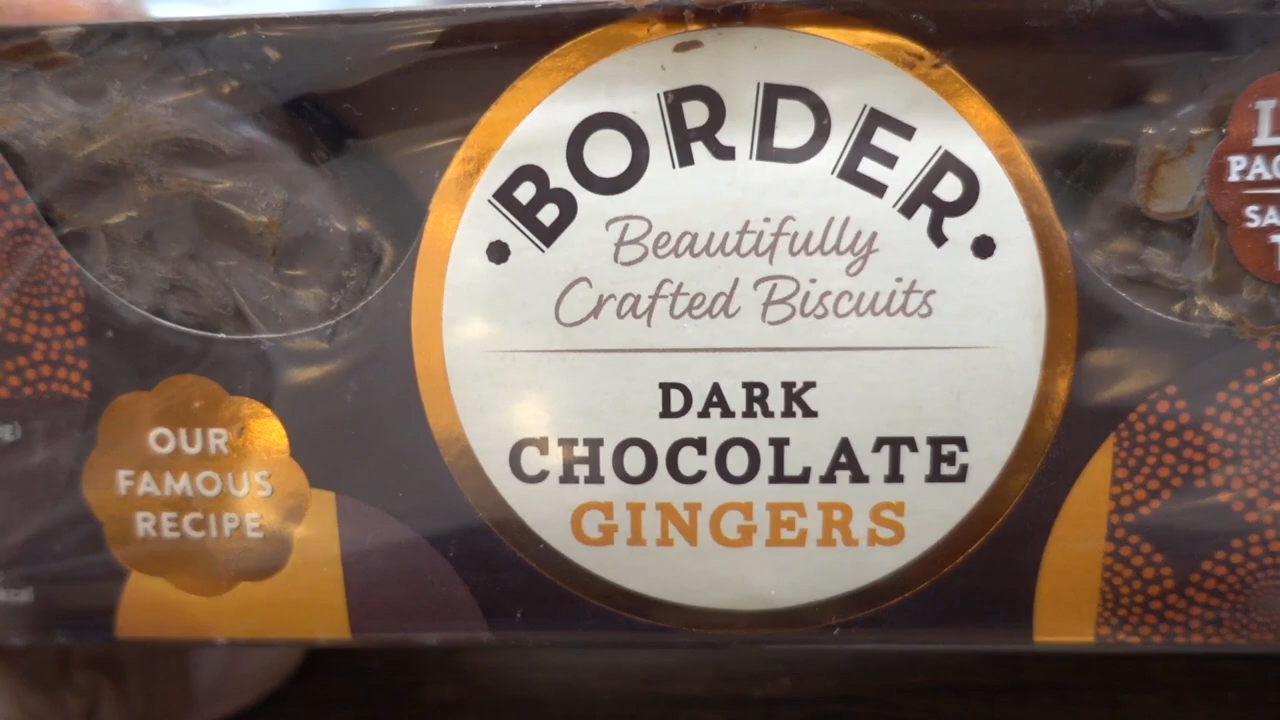 BORDER
Beautifully
Crafted Biscuits
DARK
CHOCOLATE
GINGERS
OUR
FAMOUS
RECIPE